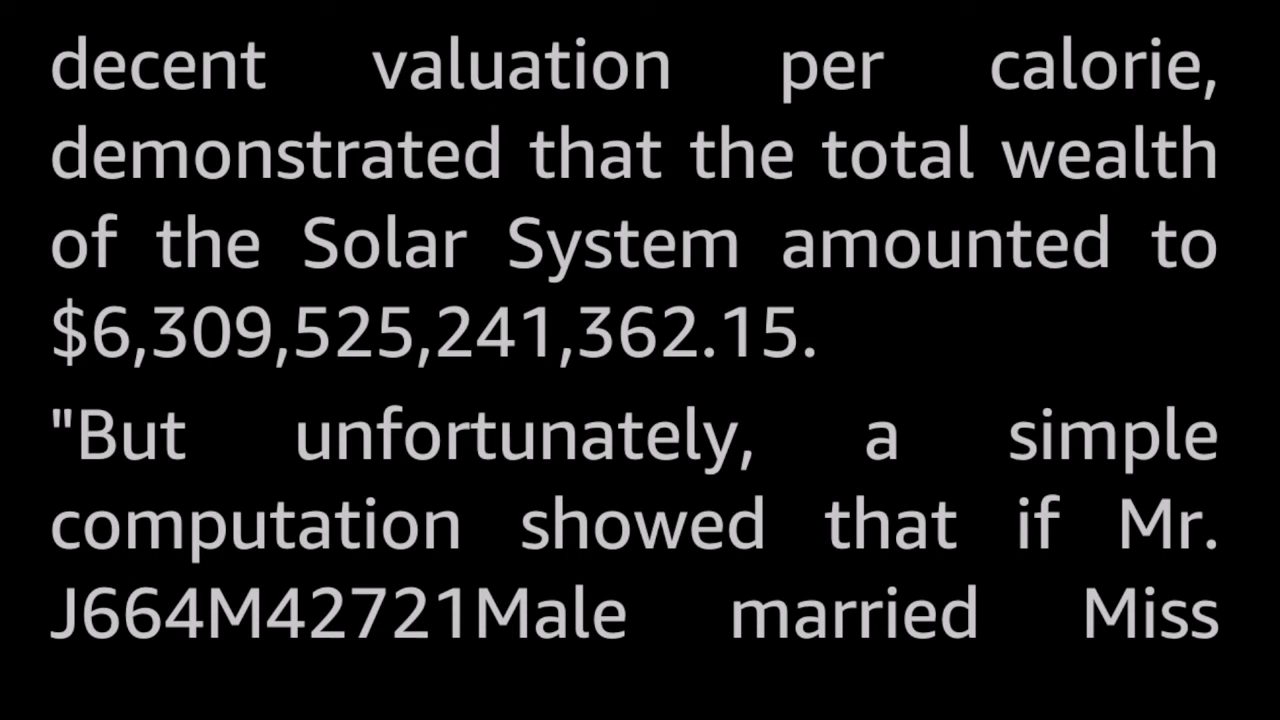 decent valuation per calorie,
demonstrated that the total wealth
of the Solar System amounted to
$6,309,525,241,362.15.
"But unfortunately, a simple
computation showed that if Mr.
J664M42721Male married Miss